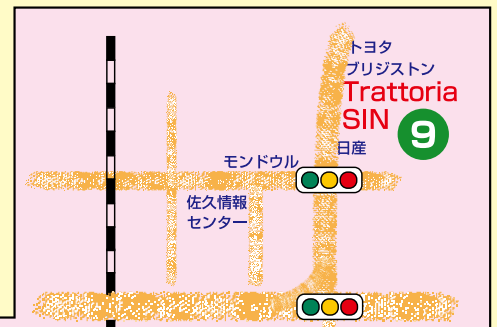 トヨタ
ブリジストン
Trattoria
SIN
9
日産
モンドウル
佐久情報
センター